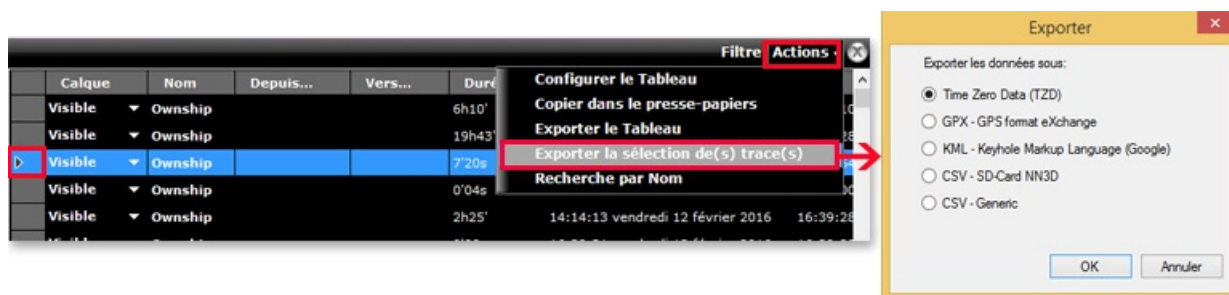 Filtre Actions
Calque Nom Depuis... Vers... Duré
Visible Ownship 6h10'
Visible Ownship 19h43'
Visible Ownship 7'20s
Visible Ownship 0'04s
Visible Ownship 2h25' 14:14:13 vendredi 12 février 2016 16:39:28
Configurer le Tableau
Copier dans le presse-papiers
Exporter le Tableau
Exporter la sélection de(s) trace(s)
Recherche par Nom
Exporter
Exporter les données sous:
Time Zero Data (TZD)
GPX - GPS format eXchange
KML - Keyhole Markup Language (Google)
CSV - SD-Card NN3D
CSV - Generic
OK Annuler